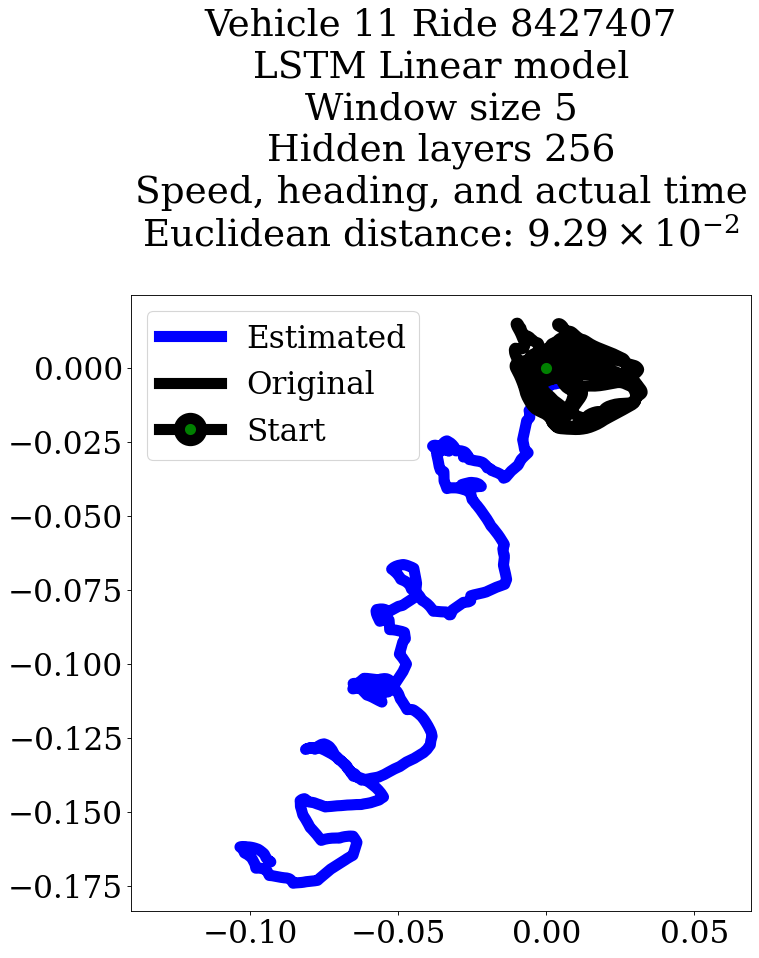 Vehicle 11 Ride 8427407
LSTM Linear model
Window size 5
Hidden layers 256
Speed, heading, and actual time
Euclidean distance: 9.29 × 10⁻²
Estimated
Original
Start
0.000
−0.025
−0.050
−0.075
−0.100
−0.125
−0.150
−0.175
−0.10
−0.05
0.00
0.05